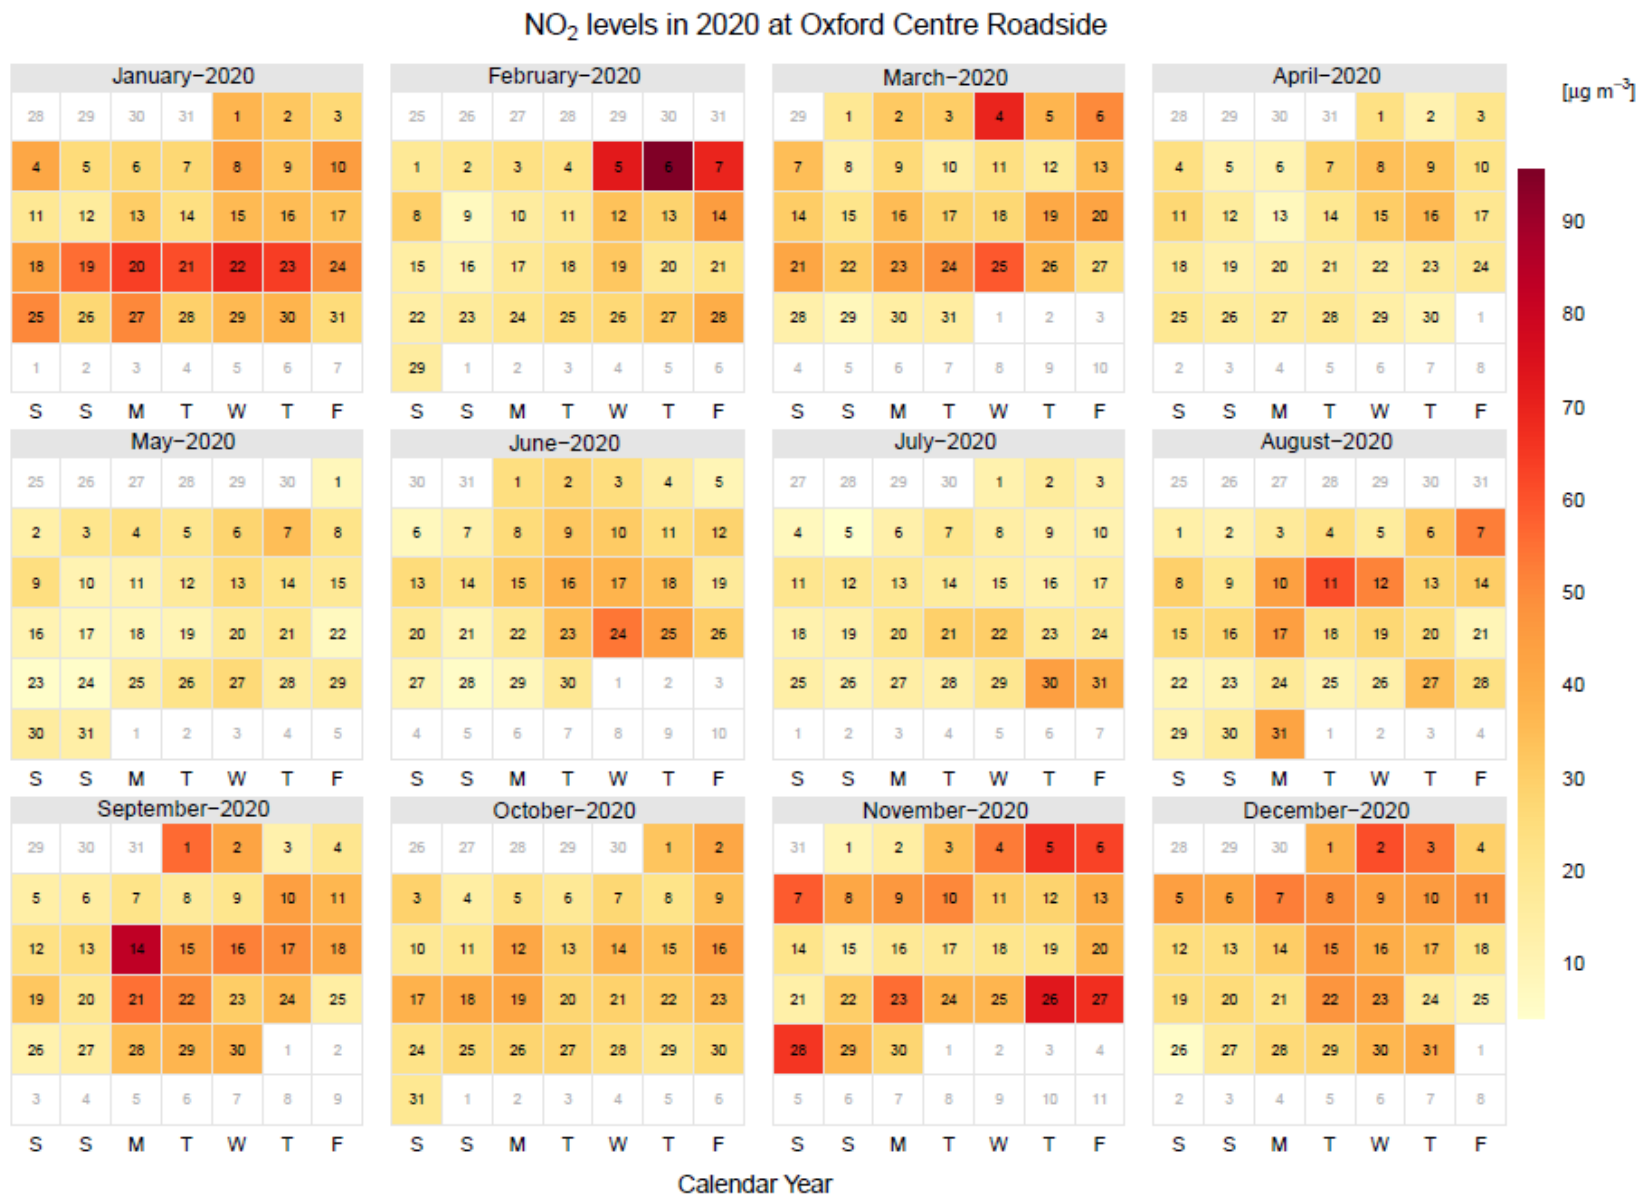 NO₂ levels in 2020 at Oxford Centre Roadside
January−2020 February−2020 March−2020 April−2020
[µg m⁻³]
28 29 30 31 1 2 3 25 26 27 28 29 30 31 29 1 2 3 4 5 6 28 29 30 31 1 2 3
4 5 6 7 8 9 10 1 2 3 4 5 6 7 7 8 9 10 11 12 13 4 5 6 7 8 9 10
11 12 13 14 15 16 17 8 9 10 11 12 13 14 14 15 16 17 18 19 20 11 12 13 14 15 16 17
90
18 19 20 21 22 23 24 15 16 17 18 19 20 21 21 22 23 24 25 26 27 18 19 20 21 22 23 24
25 26 27 28 29 30 31 22 23 24 25 26 27 28 28 29 30 31 1 2 3 25 26 27 28 29 30 1
80
1 2 3 4 5 6 7 29 1 2 3 4 5 6 4 5 6 7 8 9 10 2 3 4 5 6 7 8
S S M T W T F S S M T W T F S S M T W T F S S M T W T F
70
May−2020 June−2020 July−2020 August−2020
25 26 27 28 29 30 1 30 31 1 2 3 4 5 27 28 29 30 1 2 3 25 26 27 28 29 30 31
60
2 3 4 5 6 7 8 6 7 8 9 10 11 12 4 5 6 7 8 9 10 1 2 3 4 5 6 7
9 10 11 12 13 14 15 13 14 15 16 17 18 19 11 12 13 14 15 16 17 8 9 10 11 12 13 14
50
16 17 18 19 20 21 22 20 21 22 23 24 25 26 18 19 20 21 22 23 24 15 16 17 18 19 20 21
23 24 25 26 27 28 29 27 28 29 30 1 2 3 25 26 27 28 29 30 31 22 23 24 25 26 27 28
40
30 31 1 2 3 4 5 4 5 6 7 8 9 10 1 2 3 4 5 6 7 29 30 31 1 2 3 4
S S M T W T F S S M T W T F S S M T W T F S S M T W T F
30
September−2020 October−2020 November−2020 December−2020
29 30 31 1 2 3 4 26 27 28 29 30 1 2 31 1 2 3 4 5 6 28 29 30 1 2 3 4
20
5 6 7 8 9 10 11 3 4 5 6 7 8 9 7 8 9 10 11 12 13 5 6 7 8 9 10 11
12 13 14 15 16 17 18 10 11 12 13 14 15 16 14 15 16 17 18 19 20 12 13 14 15 16 17 18
10
19 20 21 22 23 24 25 17 18 19 20 21 22 23 21 22 23 24 25 26 27 19 20 21 22 23 24 25
26 27 28 29 30 1 2 24 25 26 27 28 29 30 28 29 30 1 2 3 4 26 27 28 29 30 31 1
3 4 5 6 7 8 9 31 1 2 3 4 5 6 5 6 7 8 9 10 11 2 3 4 5 6 7 8
S S M T W T F S S M T W T F S S M T W T F S S M T W T F
Calendar Year